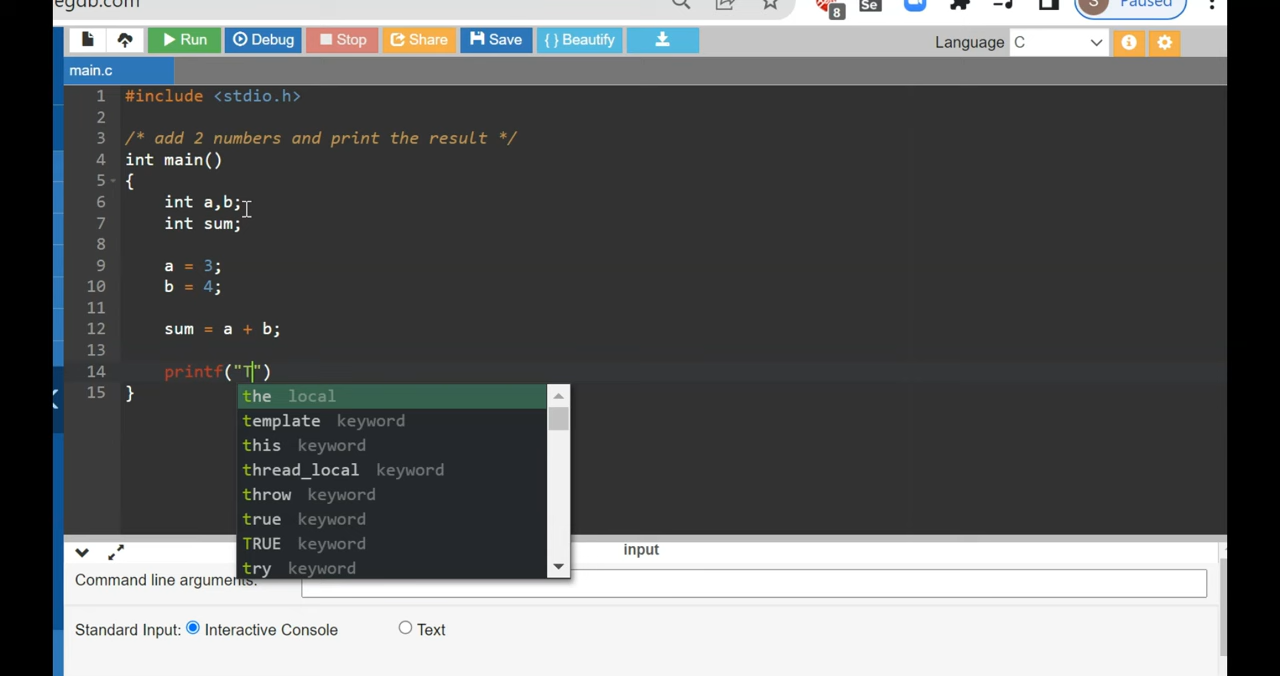 egdb.com
8 Se S Paused
Run Debug Stop Share Save { } Beautify Language C
main.c
1 #include <stdio.h>
2
3 /* add 2 numbers and print the result */
4 int main()
5 {
6 int a,b;
7 int sum;
8
9 a = 3;
10 b = 4;
11
12 sum = a + b;
13
14 printf("T")
15 }
the local
template keyword
this keyword
thread_local keyword
throw keyword
true keyword
TRUE keyword
try keyword
input
Command line arguments:
Standard Input: Interactive Console Text